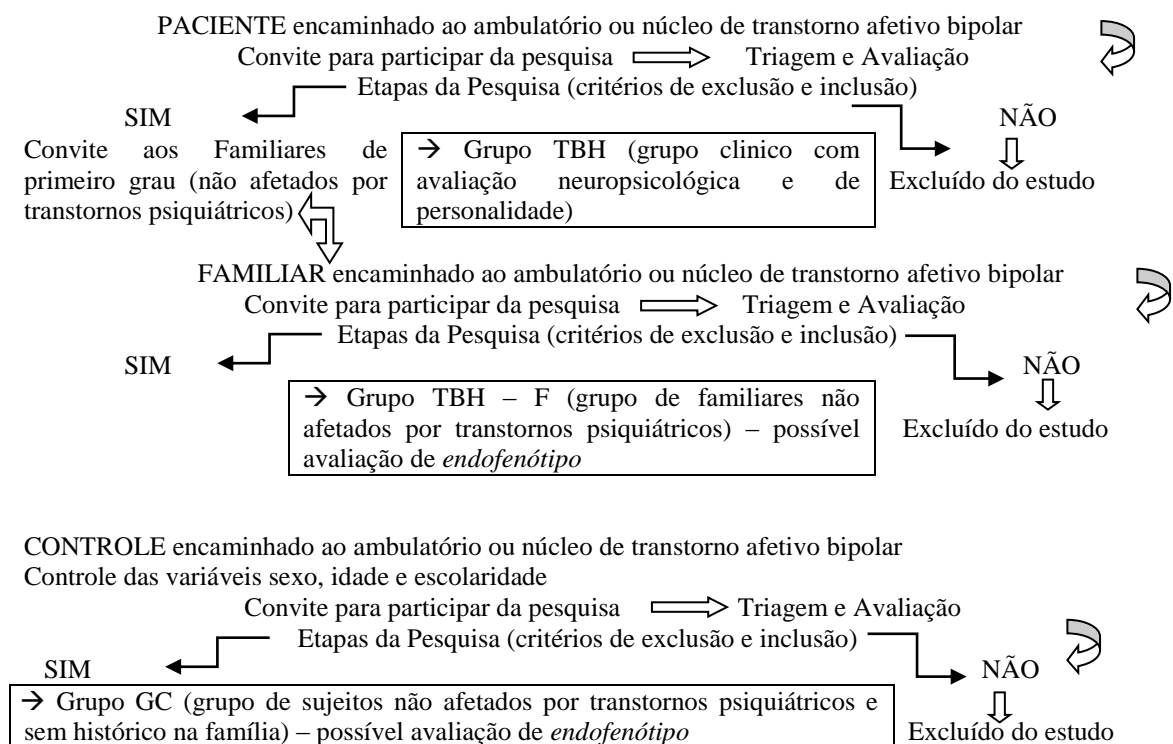 PACIENTE encaminhado ao ambulatório ou núcleo de transtorno afetivo bipolar
Convite para participar da pesquisa Triagem e Avaliação
Etapas da Pesquisa (critérios de exclusão e inclusão)
SIM NÃO
Convite aos Familiares de
primeiro grau (não afetados por
transtornos psiquiátricos)
→ Grupo TBH (grupo clinico com
avaliação neuropsicológica e de
personalidade)
Excluído do estudo
FAMILIAR encaminhado ao ambulatório ou núcleo de transtorno afetivo bipolar
Convite para participar da pesquisa Triagem e Avaliação
Etapas da Pesquisa (critérios de exclusão e inclusão)
SIM NÃO
→ Grupo TBH – F (grupo de familiares não
afetados por transtornos psiquiátricos) – possível
avaliação de endofenótipo
Excluído do estudo
CONTROLE encaminhado ao ambulatório ou núcleo de transtorno afetivo bipolar
Controle das variáveis sexo, idade e escolaridade
Convite para participar da pesquisa Triagem e Avaliação
Etapas da Pesquisa (critérios de exclusão e inclusão)
SIM NÃO
→ Grupo GC (grupo de sujeitos não afetados por transtornos psiquiátricos e
sem histórico na família) – possível avaliação de endofenótipo
Excluído do estudo